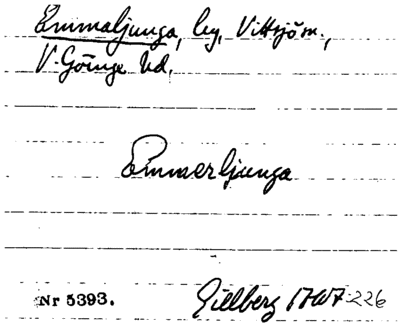 Emmaljunga, by, Vittsjö sn.,
V. Göinge hd.
Emmerljunga
Nr 5393. Gillberg 1767 226